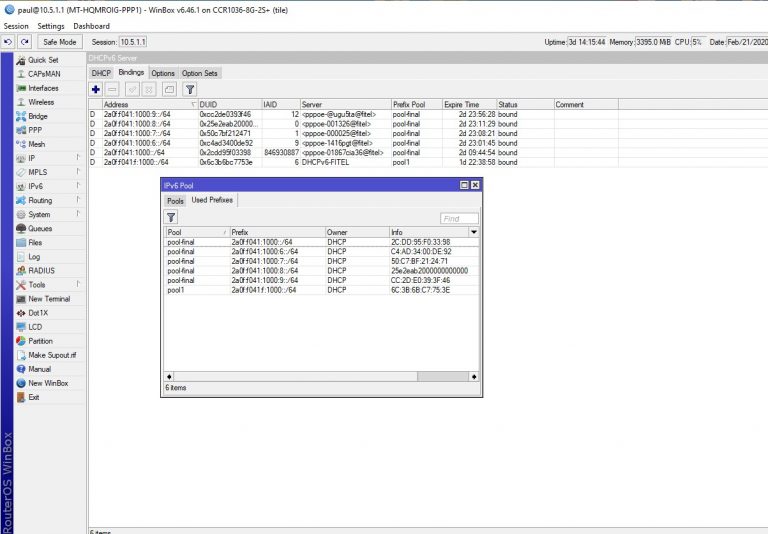 paul@10.5.1.1 (MT-HQMROIG-PPP1) - WinBox v6.46.1 on CCR1036-8G-2S+ (tile)
Session Settings Dashboard
Safe Mode Session: 10.5.1.1 Uptime: 3d 14:15:44 Memory: 3395.0 MiB CPU: 5% Date: Feb/21/2020
Quick Set
CAPsMAN
Interfaces
Wireless
Bridge
PPP
Mesh
IP
MPLS
IPv6
Routing
System
Queues
Files
Log
RADIUS
Tools
New Terminal
Dot1X
LCD
Partition
Make Supout.rif
Manual
New WinBox
Exit
RouterOS WinBox
DHCPv6 Server
DHCP Bindings Options Option Sets
Address DUID IAID Server Prefix Pool Expire Time Status Comment
D 2a0f:f041:1000:9::/64 0xcc2de0393f46 12 <pppoe-@ugu5ta@fitel> pool-final 2d 23:56:28 bound
D 2a0f:f041:1000:8::/64 0x25e2eab20000... 0 <pppoe-001326@fitel> pool-final 2d 23:11:29 bound
D 2a0f:f041:1000:7::/64 0x50c7bf212471 1 <pppoe-000025@fitel> pool-final 2d 23:08:21 bound
D 2a0f:f041:1000:6::/64 0xc4ad3400de92 9 <pppoe-1416pgt@fitel> pool-final 2d 23:00:45 bound
D 2a0f:f041:1000::/64 0x2cdd95f03398 846930887 <pppoe-01867cia36@fitel> pool-final 2d 09:44:54 bound
D 2a0f:f041f:1000::/64 0x6c3b6bc7753e 6 DHCPv6-FITEL pool1 1d 22:38:58 bound
IPv6 Pool
Pools Used Prefixes
Find
Pool Prefix Owner Info
pool-final 2a0f:f041:1000::/64 DHCP 2C:DD:95:F0:33:98
pool-final 2a0f:f041:1000:6::/64 DHCP C4:AD:34:00:DE:92
pool-final 2a0f:f041:1000:7::/64 DHCP 50:C7:BF:21:24:71
pool-final 2a0f:f041:1000:8::/64 DHCP 25e2eab2000000000000
pool-final 2a0f:f041:1000:9::/64 DHCP CC:2D:E0:39:3F:46
pool1 2a0f:f041f:1000::/64 DHCP 6C:3B:6B:C7:75:3E
6 items